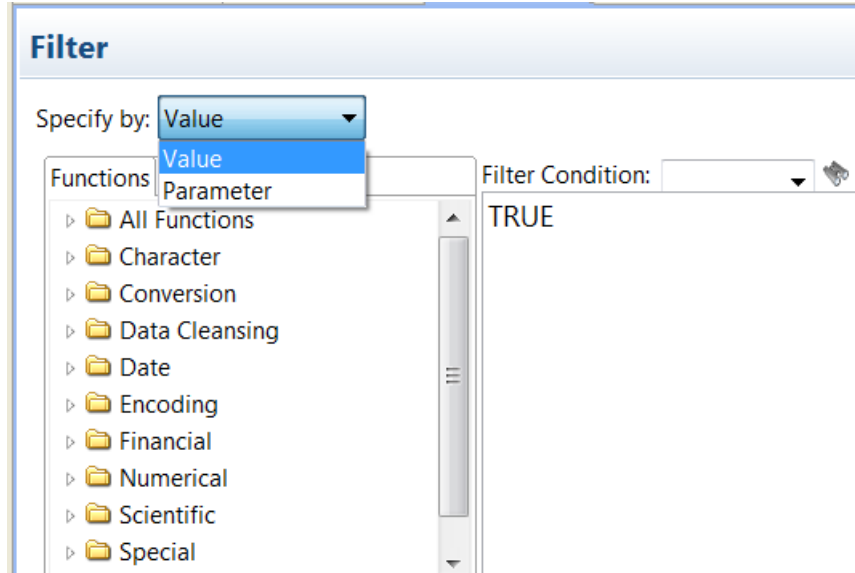 Filter
Specify by: Value
Value
Parameter
Functions
Filter Condition:
TRUE
All Functions
Character
Conversion
Data Cleansing
Date
Encoding
Financial
Numerical
Scientific
Special